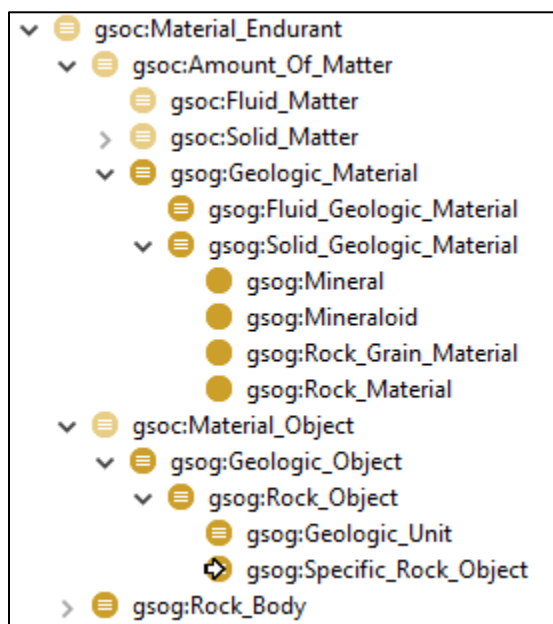 gsoc:Material_Endurant
gsoc:Amount_Of_Matter
gsoc:Fluid_Matter
gsoc:Solid_Matter
gsog:Geologic_Material
gsog:Fluid_Geologic_Material
gsog:Solid_Geologic_Material
gsog:Mineral
gsog:Mineraloid
gsog:Rock_Grain_Material
gsog:Rock_Material
gsoc:Material_Object
gsog:Geologic_Object
gsog:Rock_Object
gsog:Geologic_Unit
gsog:Specific_Rock_Object
gsog:Rock_Body